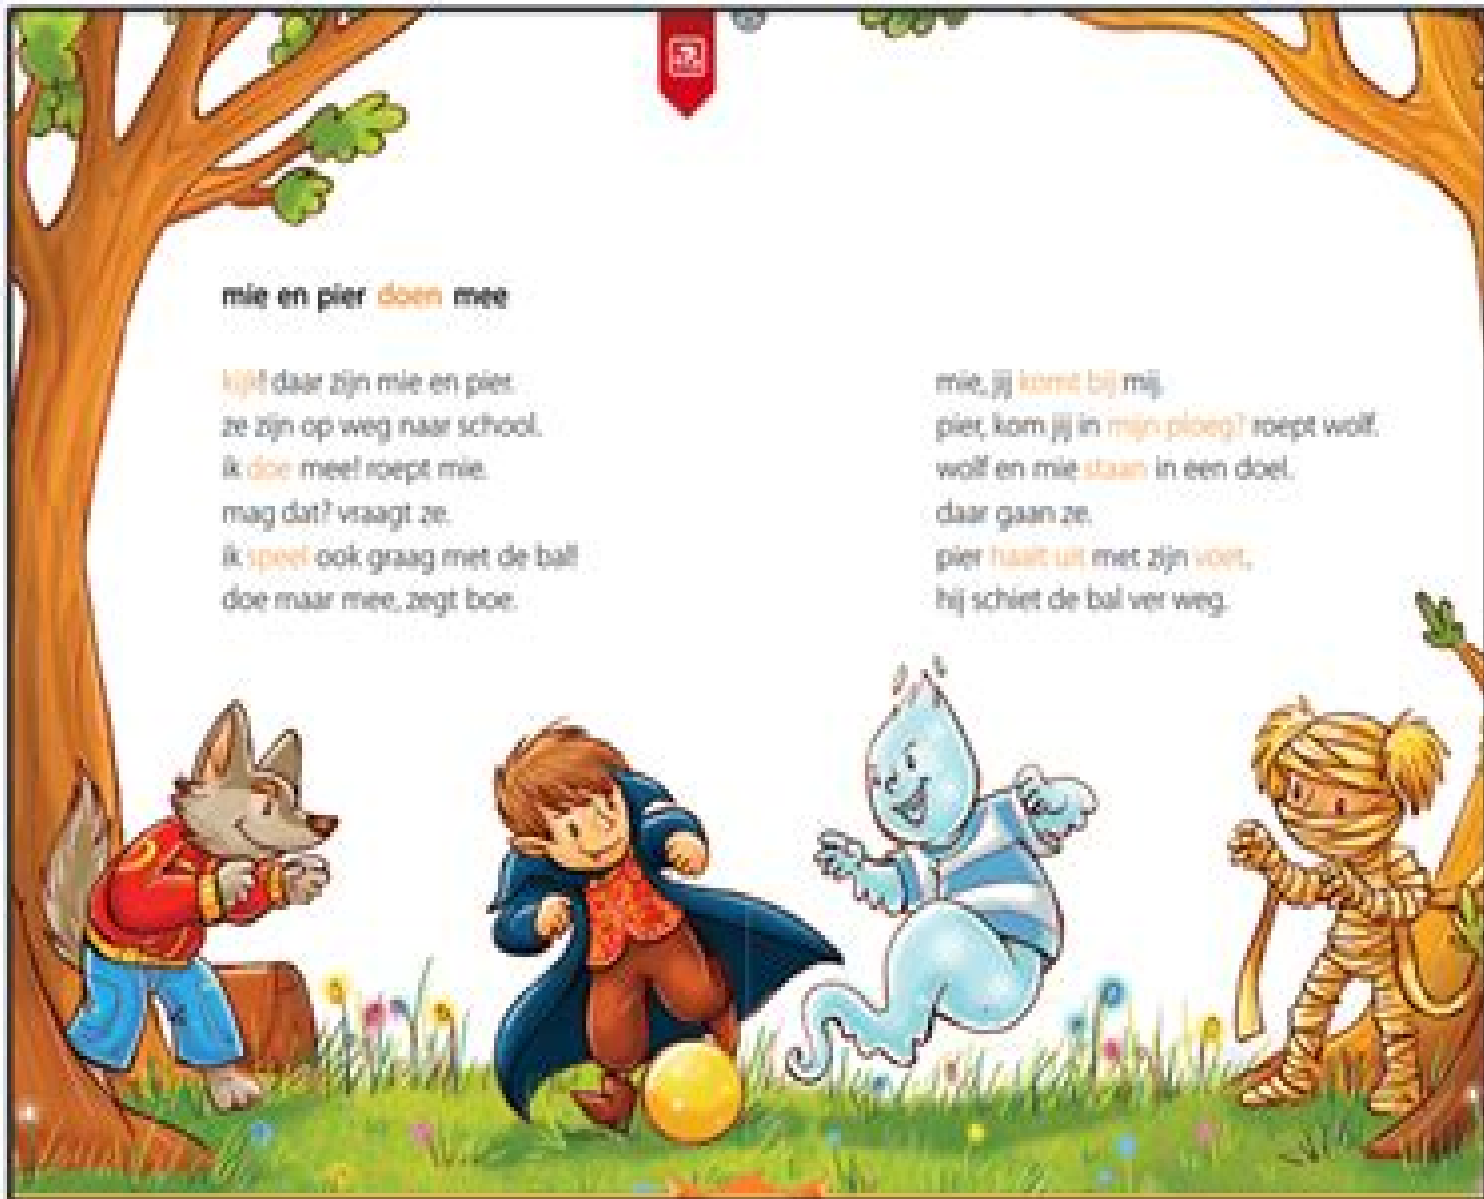 mie en pier doen mee
kijk! daar zijn mie en pier.
ze zijn op weg naar school.
ik doe mee! roept mie.
mag dat? vraagt ze.
ik speel ook graag met de bal!
doe maar mee, zegt boe.
mie, jij komt bij mij.
pier, kom jij in mijn ploeg? roept wolf.
wolf en mie staan in een doel.
daar gaan ze.
pier haalt uit met zijn voet.
hij schiet de bal ver weg.